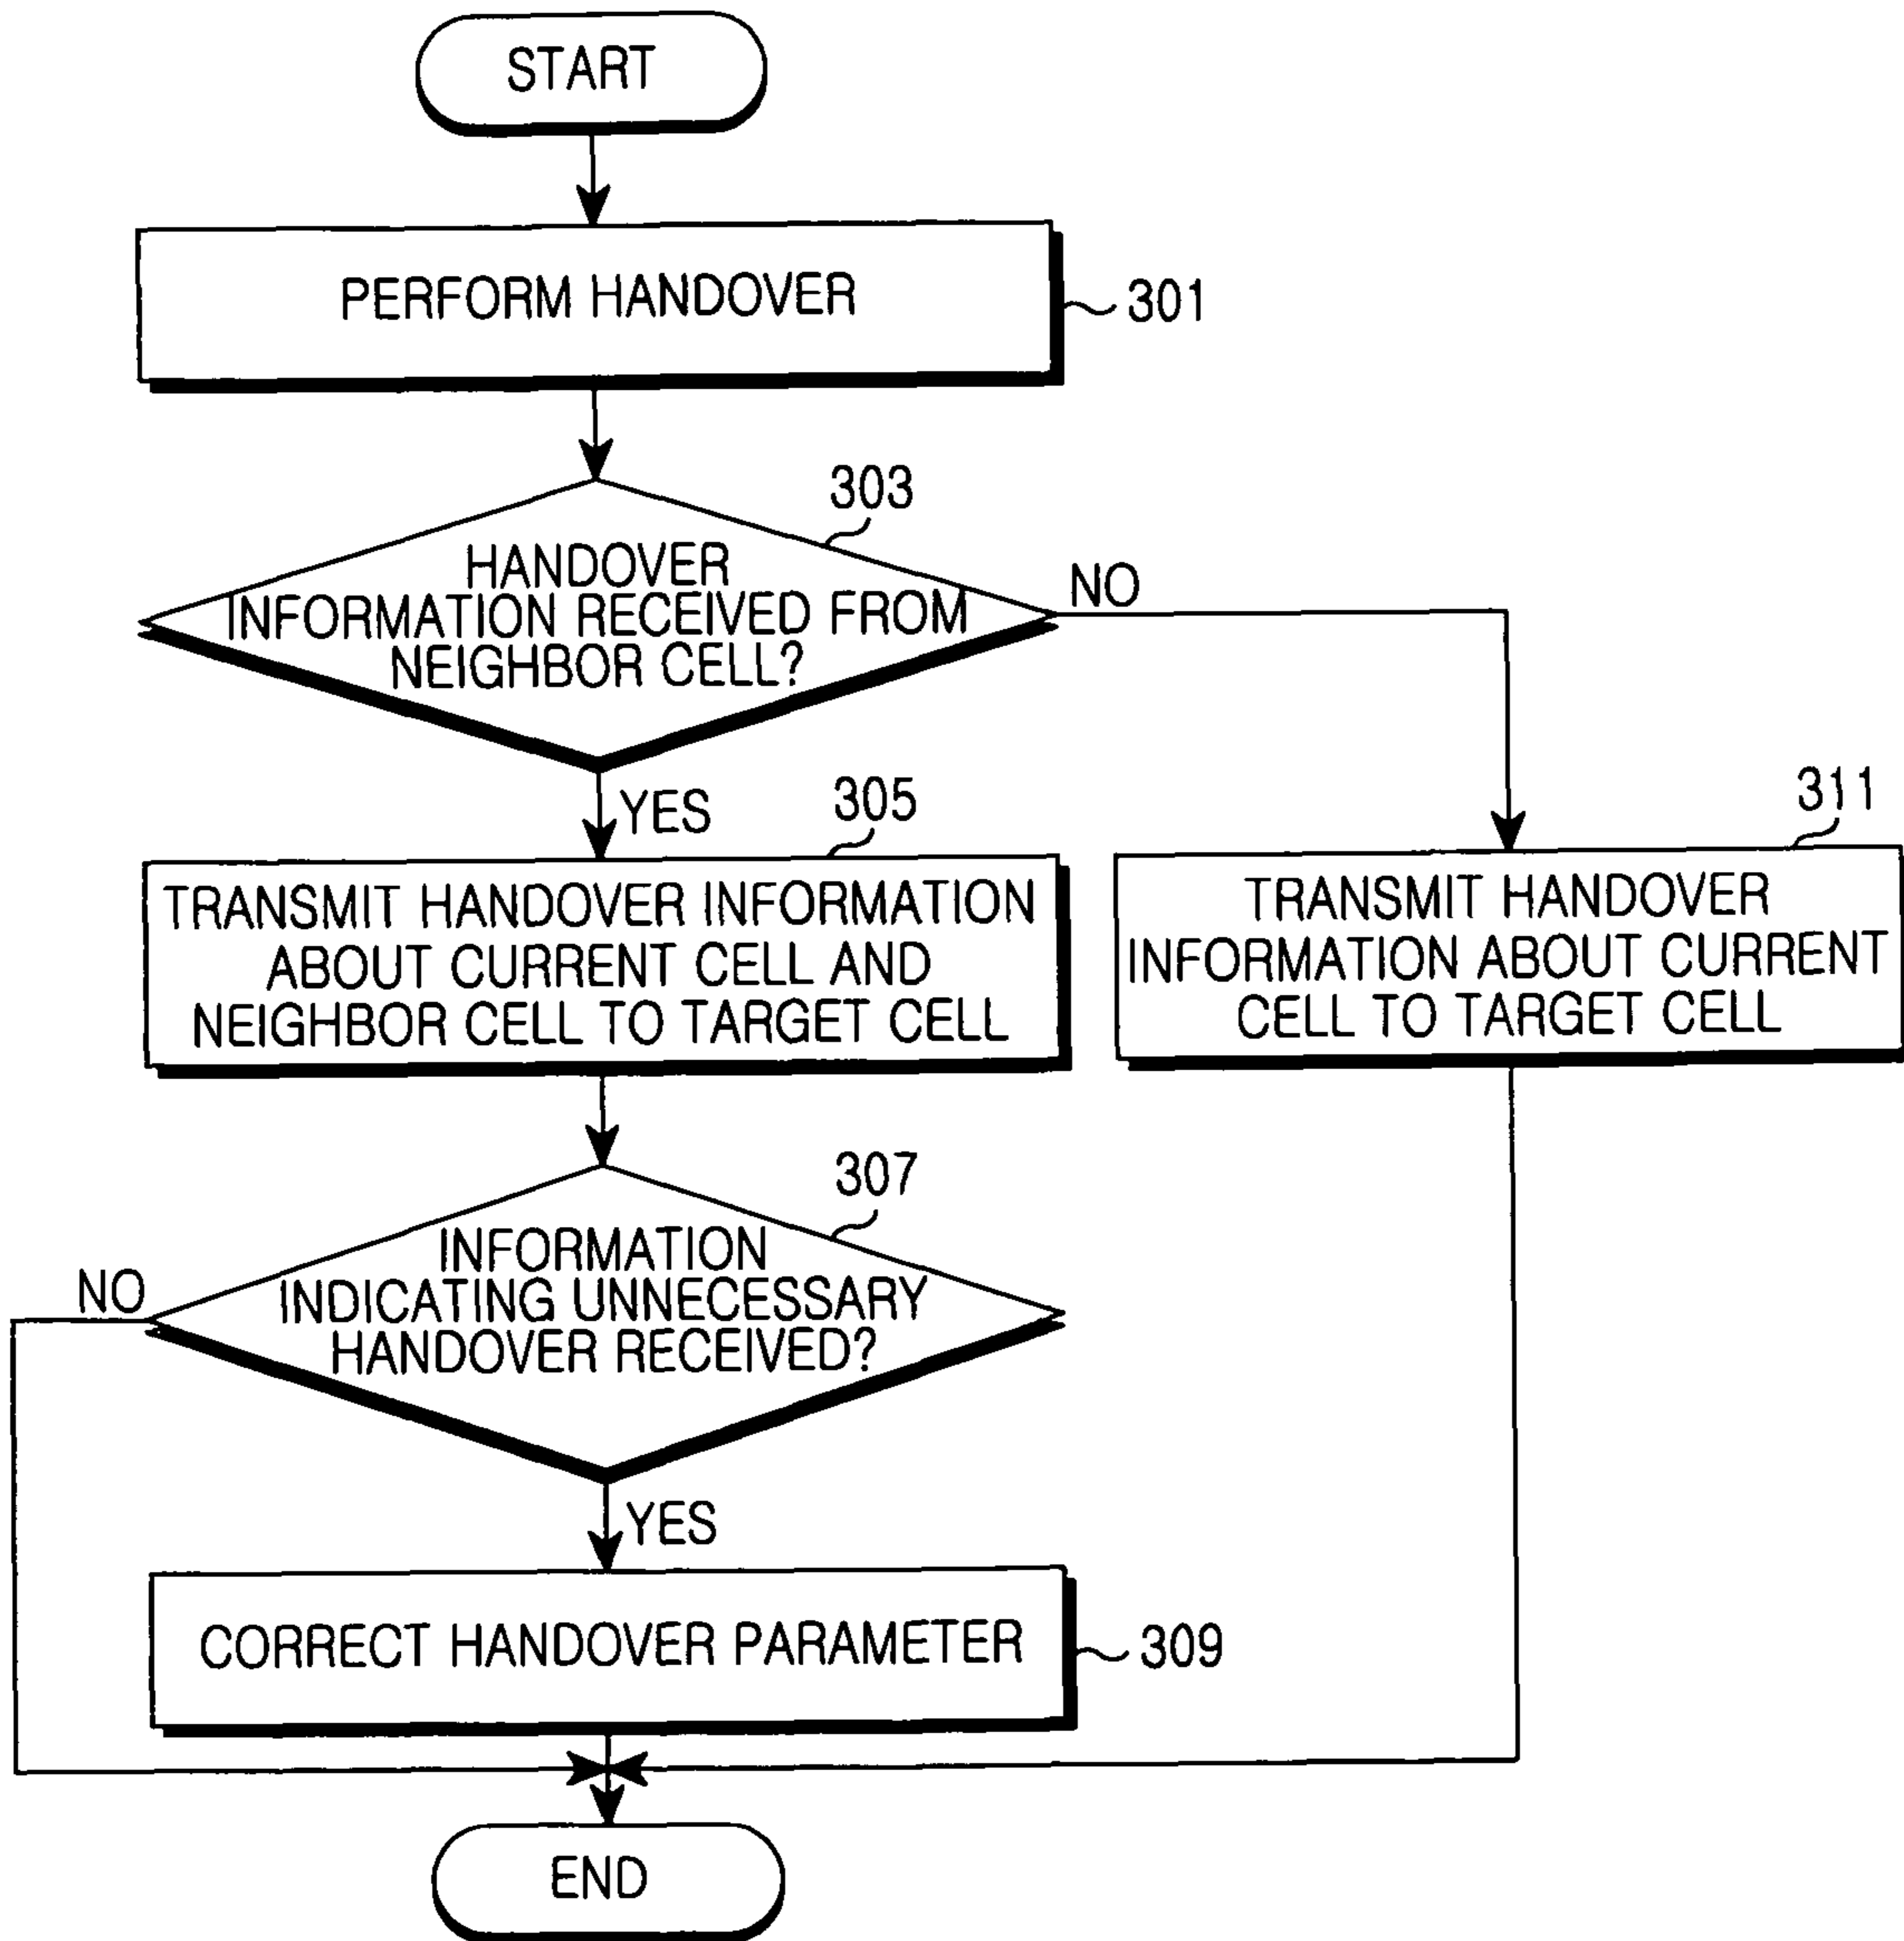 START
PERFORM HANDOVER
301
303
HANDOVER
INFORMATION RECEIVED FROM
NEIGHBOR CELL?
NO
YES
305
TRANSMIT HANDOVER INFORMATION
ABOUT CURRENT CELL AND
NEIGHBOR CELL TO TARGET CELL
311
TRANSMIT HANDOVER
INFORMATION ABOUT CURRENT
CELL TO TARGET CELL
307
INFORMATION
INDICATING UNNECESSARY
HANDOVER RECEIVED?
NO
YES
CORRECT HANDOVER PARAMETER
309
END